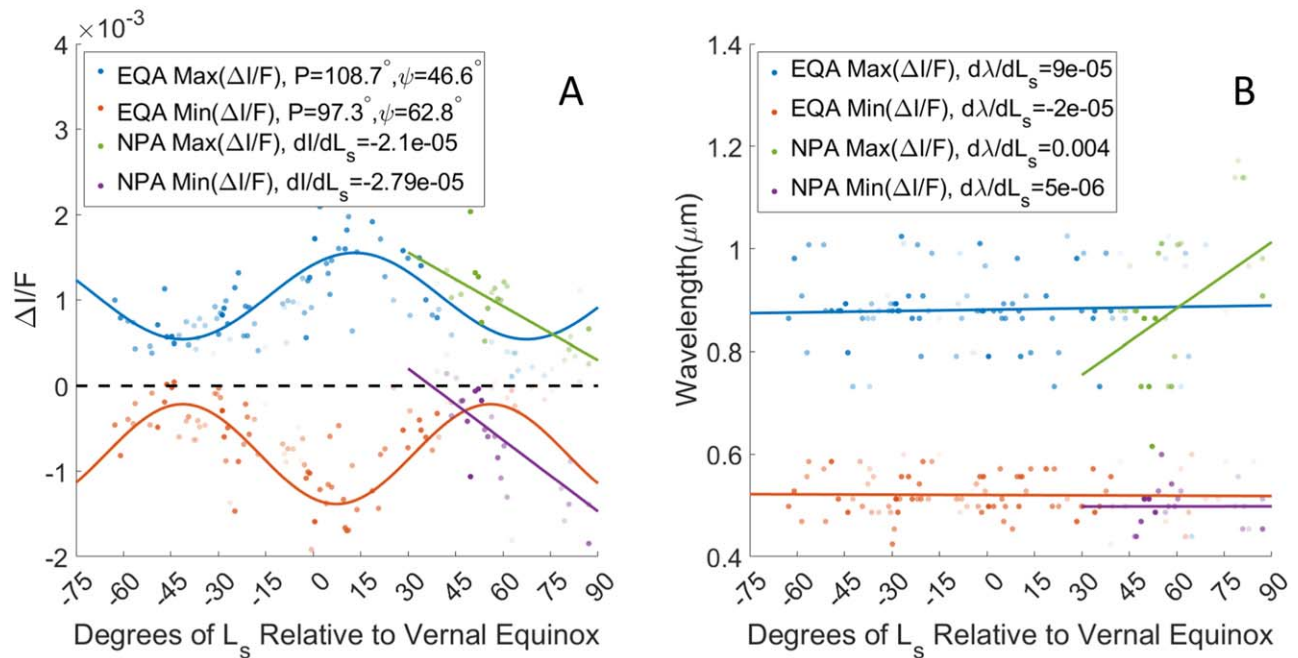 ×10⁻³
4
3
2
1
0
-1
-2
ΔI/F
EQA Max(ΔI/F), P=108.7°,ψ=46.6°
EQA Min(ΔI/F), P=97.3°,ψ=62.8°
NPA Max(ΔI/F), dI/dLₛ=-2.1e-05
NPA Min(ΔI/F), dI/dLₛ=-2.79e-05
A
-75
-60
-45
-30
-15
0
15
30
45
60
75
90
Degrees of Lₛ Relative to Vernal Equinox
1.4
1.2
1
0.8
0.6
0.4
Wavelength(μm)
EQA Max(ΔI/F), dλ/dLₛ=9e-05
EQA Min(ΔI/F), dλ/dLₛ=-2e-05
NPA Max(ΔI/F), dλ/dLₛ=0.004
NPA Min(ΔI/F), dλ/dLₛ=5e-06
B
-75
-60
-45
-30
-15
0
15
30
45
60
75
90
Degrees of Lₛ Relative to Vernal Equinox